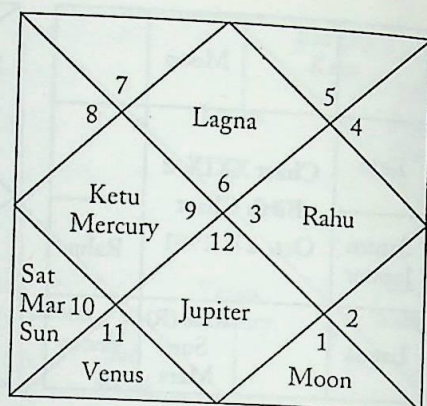 7
5
8
4
Lagna
6
Ketu
Mercury
9
3
Rahu
12
Sat
Mar 10
Sun
11
Jupiter
2
1
Venus
Moon